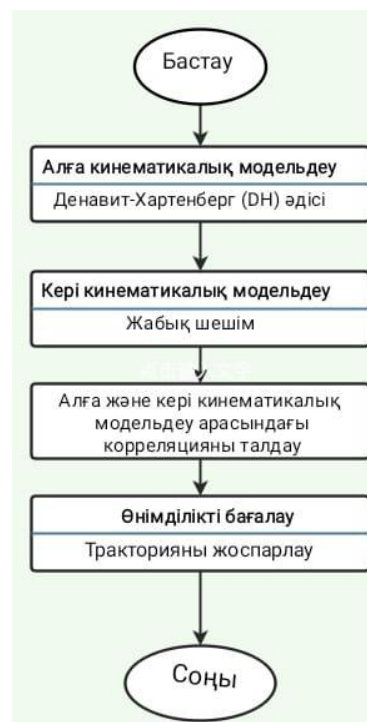 Бастау
Алға кинематикалық модельдеу
Денавит-Хартенберг (DH) әдісі
Кері кинематикалық модельдеу
Жабық шешім
Алға және кері кинематикалық
модельдеу арасындағы
корреляцияны талдау
Өнімділікті бағалау
Тракторияны жоспарлау
Соңы